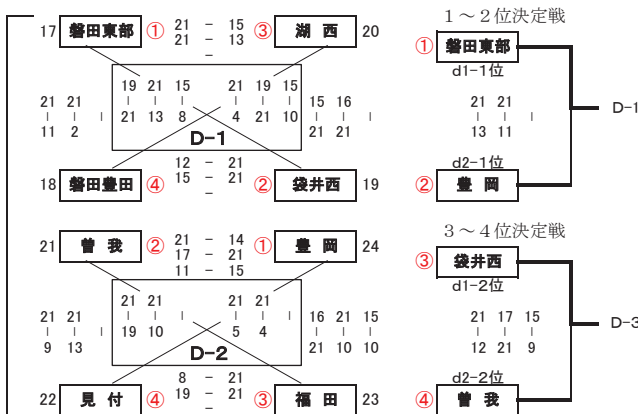 17 磐田東部 ① 21 － 15 ③ 湖 西 20
21 － 13
－
19 21 15 21 19 15
| | | | | |
21 13 8 4 21 10
21 21
| | |
11 2
15 16
| | |
21 21
D-1
12 － 21
15 － 21
－
18 磐田豊田 ④ ② 袋井西 19
21 曽 我 ② 21 － 14 ① 豊 岡 24
17 － 21
11 － 15
21 21 21 21
| | | | | |
19 10 5 4
21 21
| | |
9 13
16 21 15
| | |
21 10 10
D-2
8 － 21
19 － 21
－
22 見 付 ④ ③ 福 田 23
1～2位決定戦
① 磐田東部
d1-1位
21 21
| | |
13 11
D-1
d2-1位
② 豊 岡
3～4位決定戦
③ 袋井西
d1-2位
21 17 15
| | |
12 21 9
D-3
d2-2位
④ 曽 我